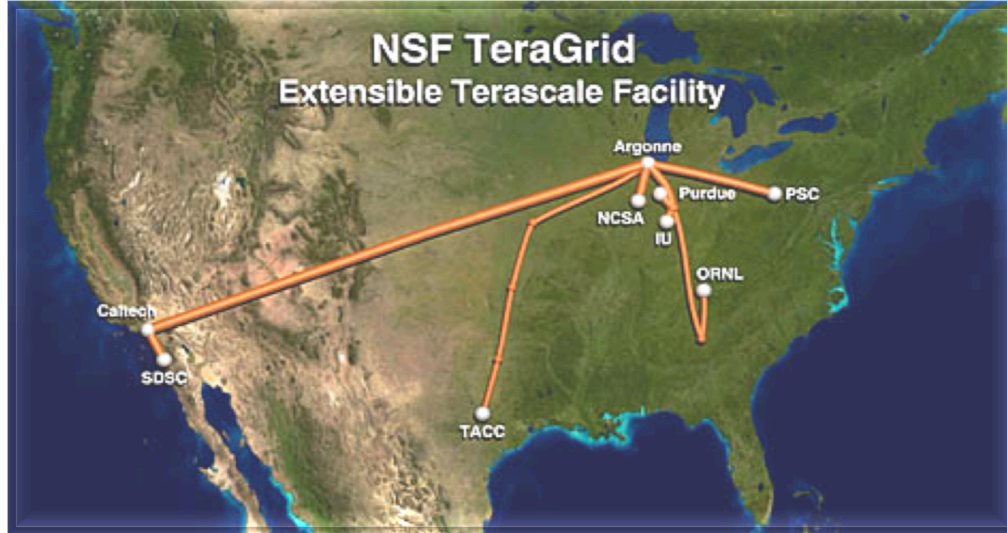 NSF TeraGrid
Extensible Terascale Facility
Argonne
Purdue
PSC
NCSA
IU
ORNL
Caltech
SDSC
TACC